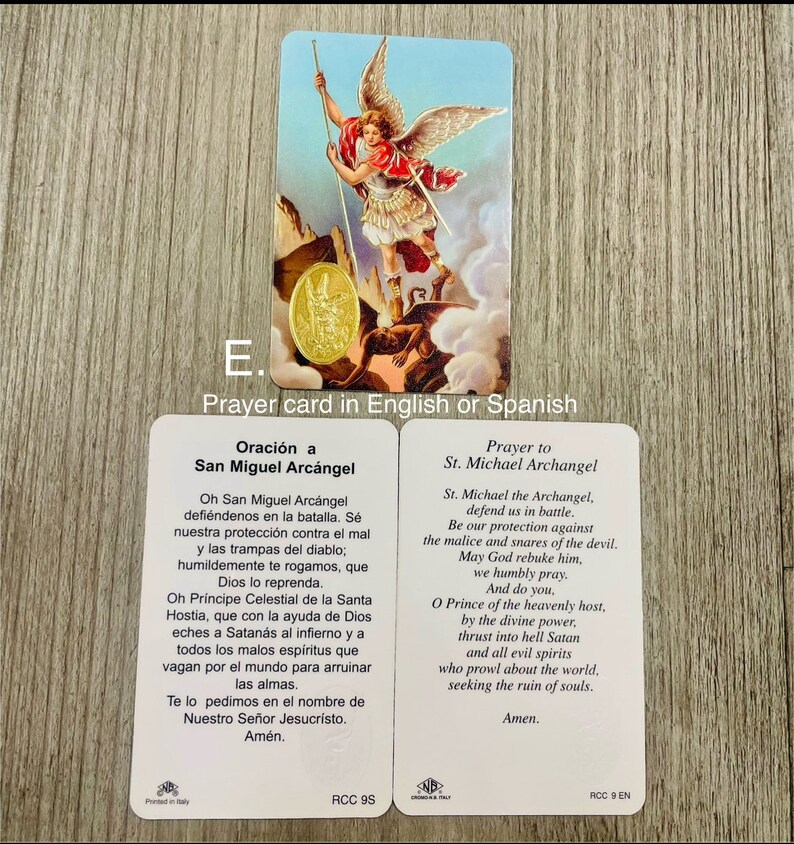 E.
Prayer card in English or Spanish
Oración a
San Miguel Arcángel
Oh San Miguel Arcángel
defiéndenos en la batalla. Sé
nuestra protección contra el mal
y las trampas del diablo;
humildemente te rogamos, que
Dios lo reprenda.
Oh Príncipe Celestial de la Santa
Hostia, que con la ayuda de Dios
eches a Satanás al infierno y a
todos los malos espíritus que
vagan por el mundo para arruinar
las almas.
Te lo pedimos en el nombre de
Nuestro Señor Jesucrísto.
Amén.
NB
Printed in Italy
RCC 9S
Prayer to
St. Michael Archangel
St. Michael the Archangel,
defend us in battle.
Be our protection against
the malice and snares of the devil.
May God rebuke him,
we humbly pray.
And do you,
O Prince of the heavenly host,
by the divine power,
thrust into hell Satan
and all evil spirits
who prowl about the world,
seeking the ruin of souls.
Amen.
NB
CROMO-N.B. ITALY
RCC 9 EN